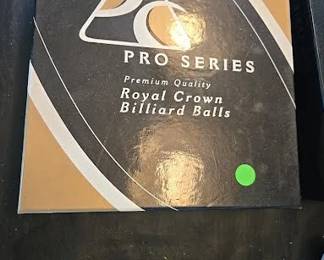 PRO SERIES
Premium Quality
Royal Crown
Billiard Balls